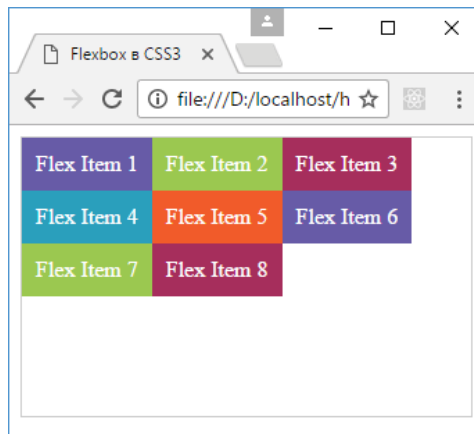 Flexbox в CSS3
file:///D:/localhost/h
Flex Item 1 Flex Item 2 Flex Item 3
Flex Item 4 Flex Item 5 Flex Item 6
Flex Item 7 Flex Item 8